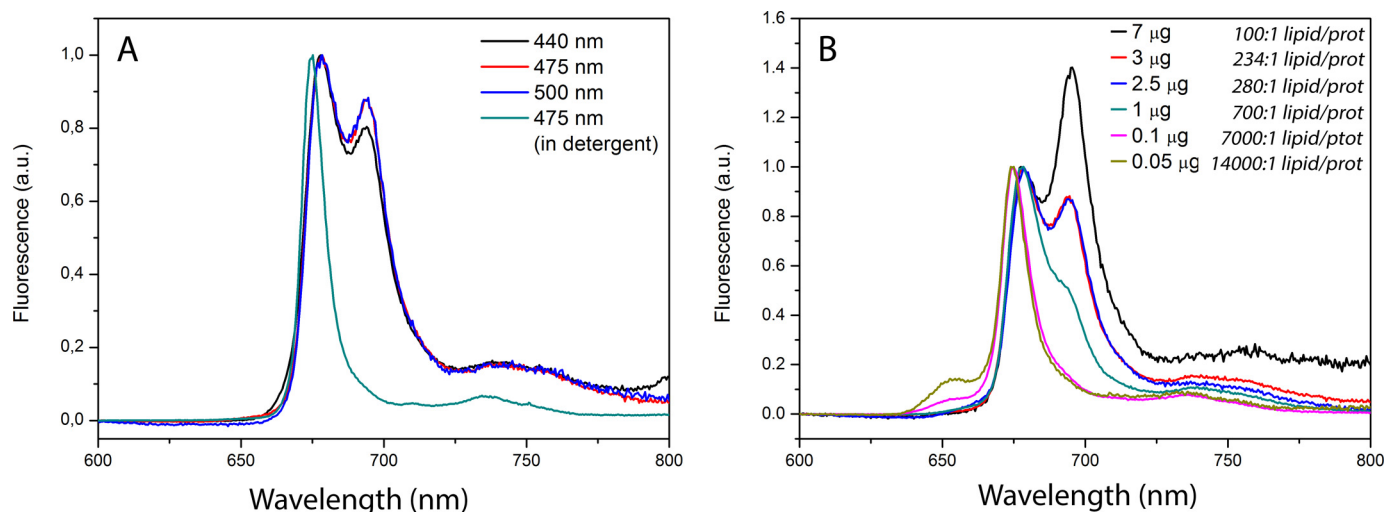 A
440 nm
475 nm
500 nm
475 nm
(in detergent)
1,0
0,8
0,6
0,4
0,2
0,0
Fluorescence (a.u.)
600
650
700
750
800
Wavelength (nm)
B
7 μg 100:1 lipid/prot
3 μg 234:1 lipid/prot
2.5 μg 280:1 lipid/prot
1 μg 700:1 lipid/prot
0.1 μg 7000:1 lipid/ptot
0.05 μg 14000:1 lipid/prot
1.6
1.4
1.2
1.0
0.8
0.6
0.4
0.2
0.0
Fluorescence (a.u.)
600
650
700
750
800
Wavelength (nm)